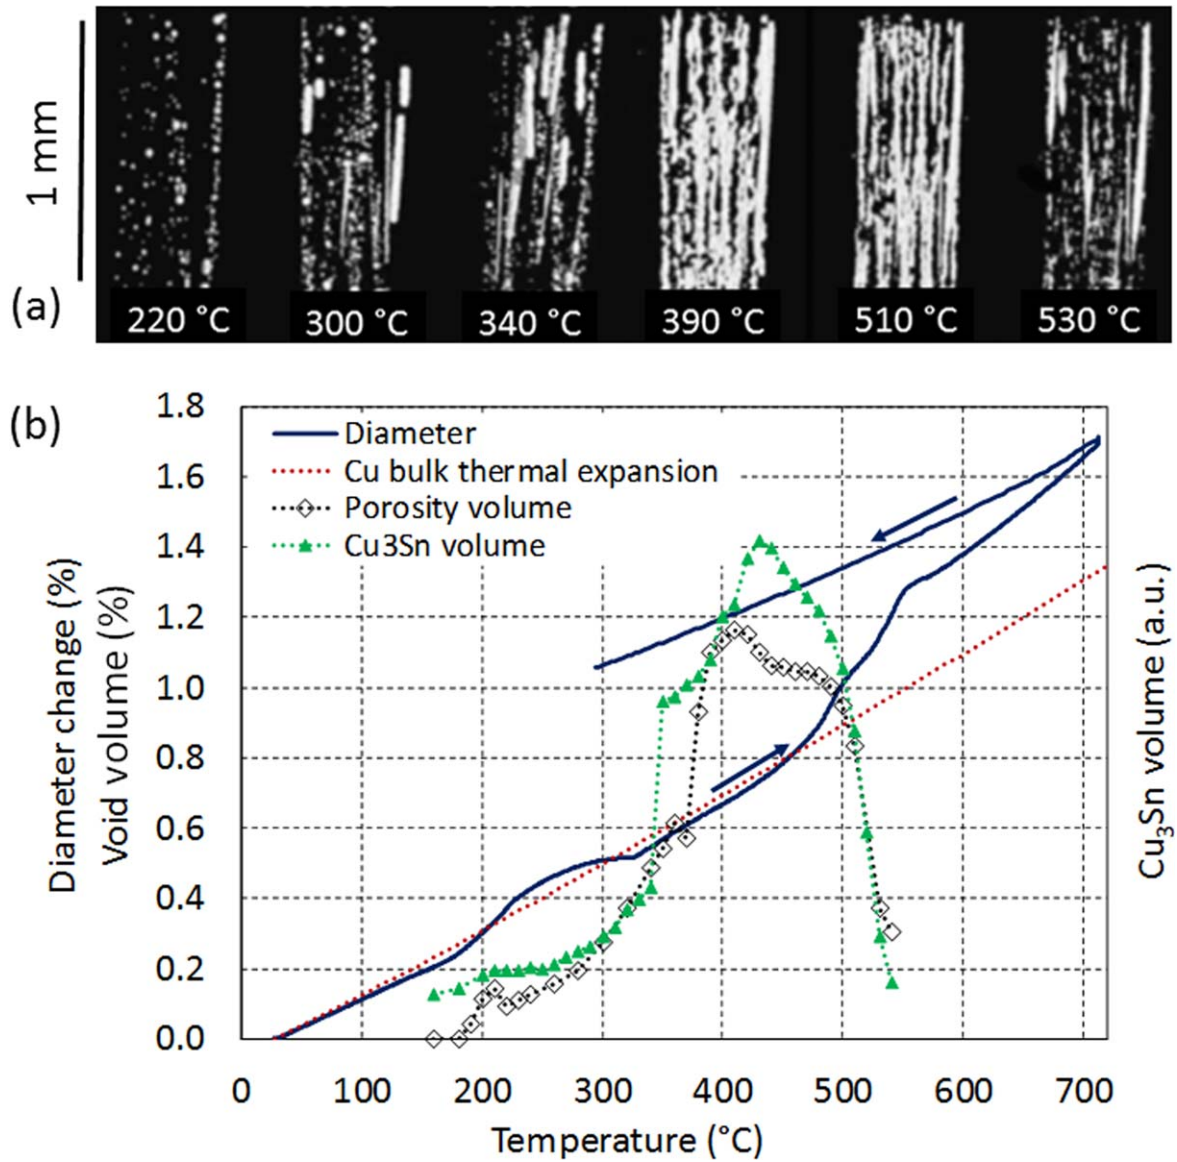 1 mm
(a)
220 °C
300 °C
340 °C
390 °C
510 °C
530 °C
(b)
Diameter change (%)
Void volume (%)
1.8
1.6
1.4
1.2
1.0
0.8
0.6
0.4
0.2
0.0
Diameter
Cu bulk thermal expansion
Porosity volume
Cu3Sn volume
Cu₃Sn volume (a.u.)
0 100 200 300 400 500 600 700
Temperature (°C)